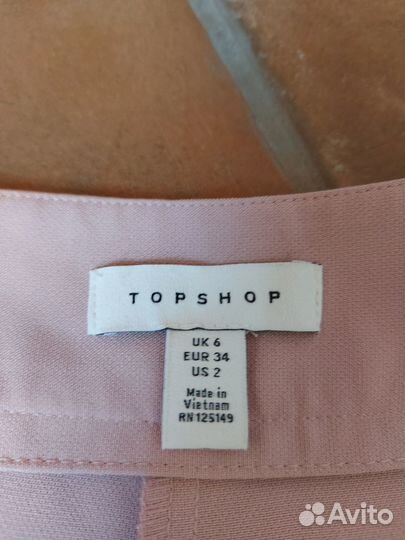 TOPSHOP
UK 6
EUR 34
US 2
Made in
Vietnam
RN 125149
Avito